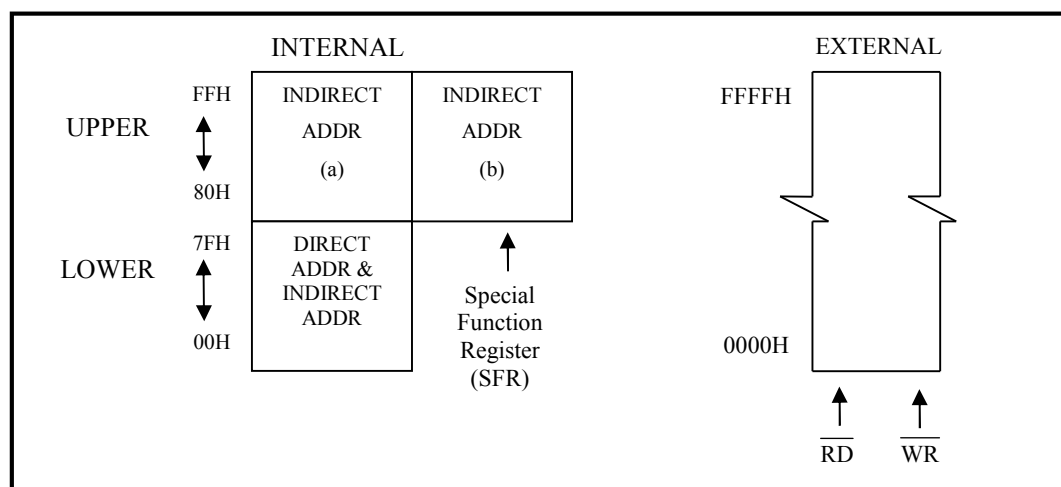 INTERNAL
EXTERNAL
FFH
UPPER
80H
INDIRECT
ADDR
(a)
INDIRECT
ADDR
(b)
7FH
LOWER
00H
DIRECT
ADDR &
INDIRECT
ADDR
Special
Function
Register
(SFR)
FFFFH
0000H
RD
WR